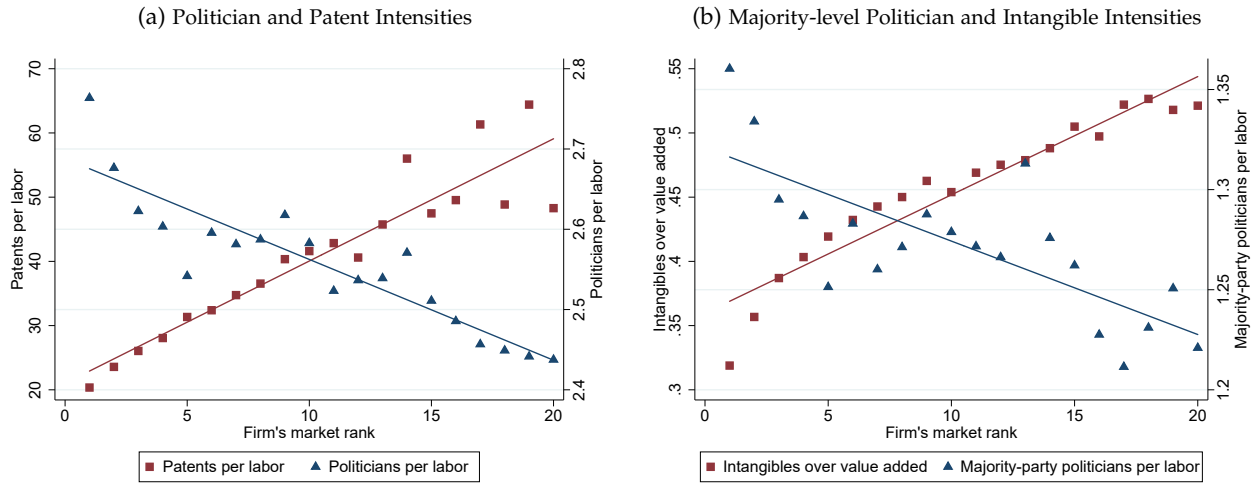 (a) Politician and Patent Intensities
70
60
50
40
30
20
Patents per labor
2.8
2.7
2.6
2.5
2.4
Politicians per labor
0
5
10
15
20
Firm's market rank
Patents per labor
Politicians per labor
(b) Majority-level Politician and Intangible Intensities
.55
.5
.45
.4
.35
.3
Intangibles over value added
1.35
1.3
1.25
1.2
Majority-party politicians per labor
0
5
10
15
20
Firm's market rank
Intangibles over value added
Majority-party politicians per labor